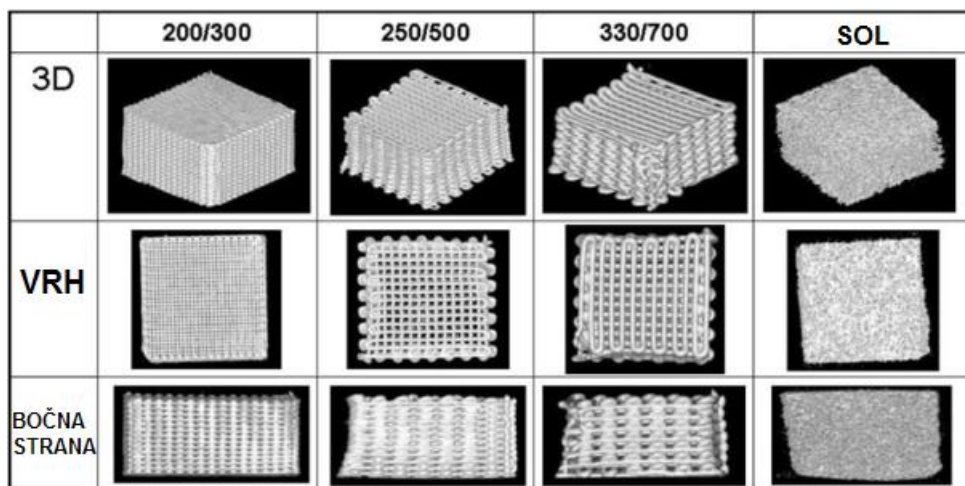 200/300 250/500 330/700 SOL
3D
VRH
BOČNA
STRANA